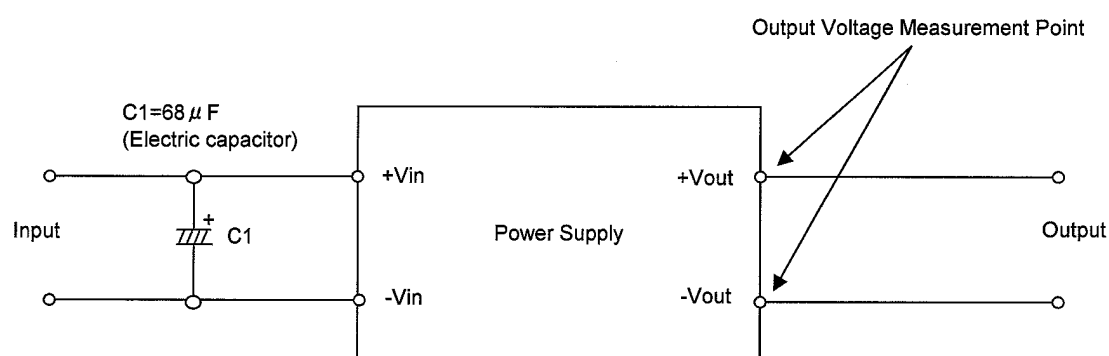 Output Voltage Measurement Point
C1=68μF
(Electric capacitor)
+Vin
+Vout
Input
+
C1
Power Supply
Output
-Vin
-Vout